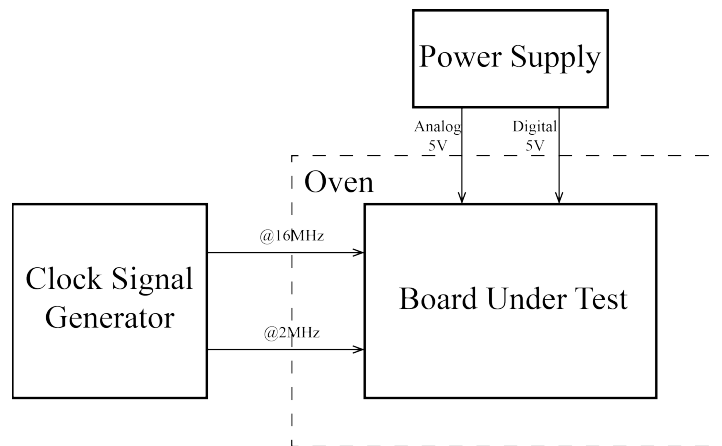 Power Supply
Analog
5V
Digital
5V
Oven
@16MHz
Clock Signal
Generator
Board Under Test
@2MHz